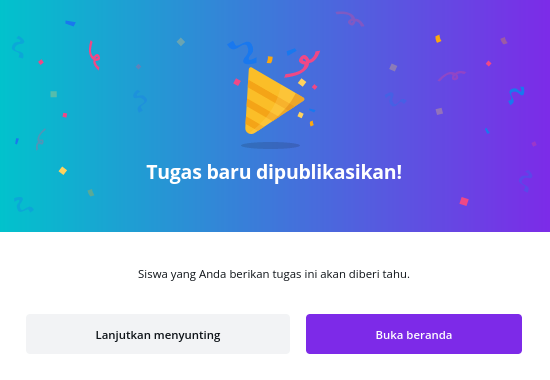 Tugas baru dipublikasikan!
Siswa yang Anda berikan tugas ini akan diberi tahu.
Lanjutkan menyunting
Buka beranda